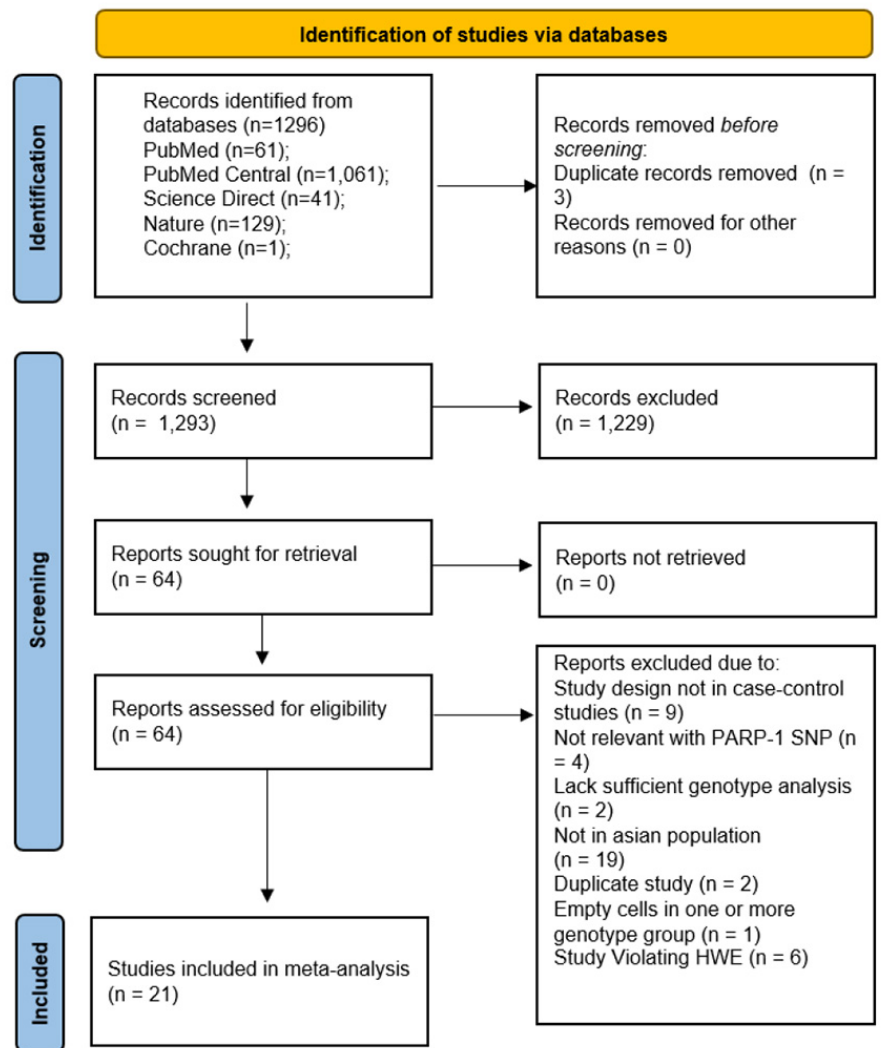 Identification of studies via databases
Identification
Records identified from
databases (n=1296)
PubMed (n=61);
PubMed Central (n=1,061);
Science Direct (n=41);
Nature (n=129);
Cochrane (n=1);
Records removed before
screening:
Duplicate records removed (n =
3)
Records removed for other
reasons (n = 0)
Screening
Records screened
(n = 1,293)
Records excluded
(n = 1,229)
Reports sought for retrieval
(n = 64)
Reports not retrieved
(n = 0)
Reports assessed for eligibility
(n = 64)
Reports excluded due to:
Study design not in case-control
studies (n = 9)
Not relevant with PARP-1 SNP (n
= 4)
Lack sufficient genotype analysis
(n = 2)
Not in asian population
(n = 19)
Duplicate study (n = 2)
Empty cells in one or more
genotype group (n = 1)
Study Violating HWE (n = 6)
Included
Studies included in meta-analysis
(n = 21)